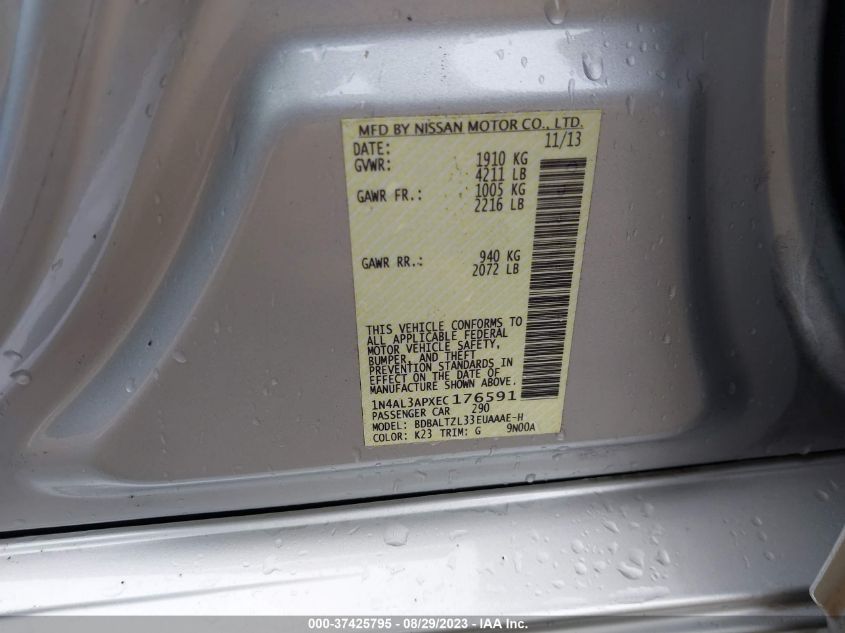 MFD BY NISSAN MOTOR CO., LTD.
DATE: 11/13
GVWR: 1910 KG
4211 LB
GAWR FR.: 1005 KG
2216 LB
GAWR RR.: 940 KG
2072 LB
THIS VEHICLE CONFORMS TO
ALL APPLICABLE FEDERAL
MOTOR VEHICLE SAFETY,
BUMPER, AND THEFT
PREVENTION STANDARDS IN
EFFECT ON THE DATE OF
MANUFACTURE SHOWN ABOVE.
1N4AL3APXEC176591
PASSENGER CAR 290
MODEL: BDBALTZL33EUAAAE-H
COLOR: K23 TRIM: G 9N00A
000-37425795 - 08/29/2023 - IAA Inc.